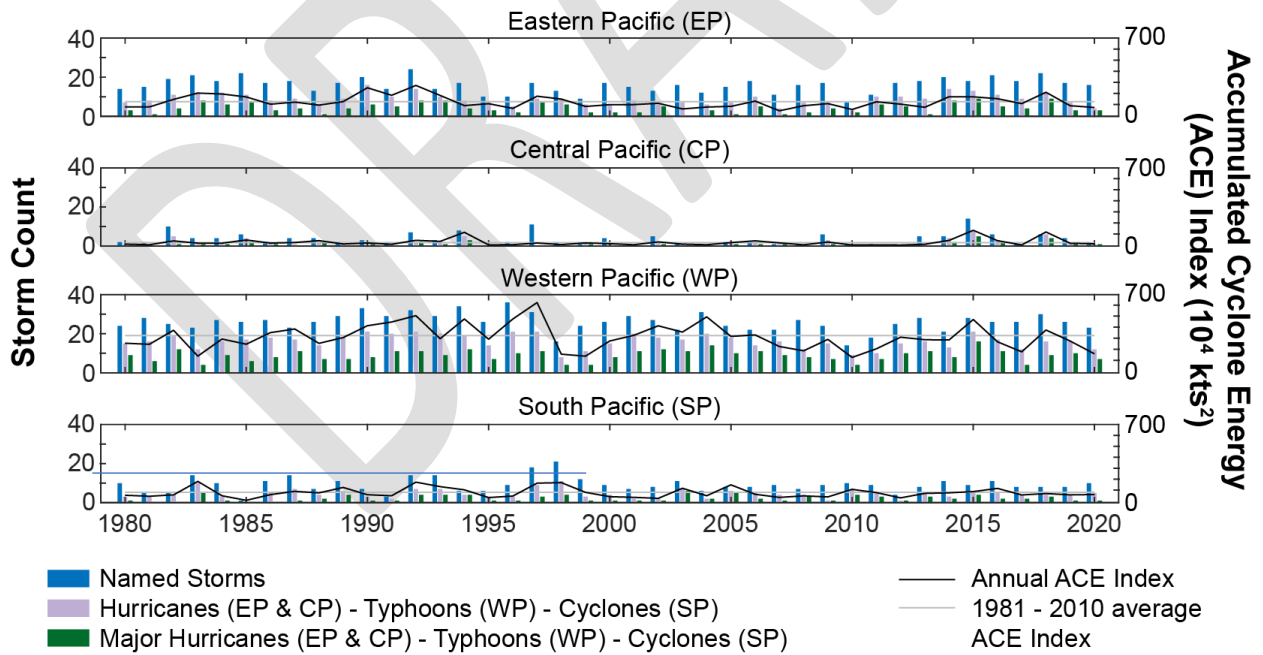 Eastern Pacific (EP)
40
20
0
700
0
Central Pacific (CP)
40
20
0
700
0
Western Pacific (WP)
40
20
0
700
0
South Pacific (SP)
40
20
0
700
0
1980 1985 1990 1995 2000 2005 2010 2015 2020
Storm Count
Accumulated Cyclone Energy
(ACE) Index (10⁴ kts²)
Named Storms
Hurricanes (EP & CP) - Typhoons (WP) - Cyclones (SP)
Major Hurricanes (EP & CP) - Typhoons (WP) - Cyclones (SP)
Annual ACE Index
1981 - 2010 average
ACE Index